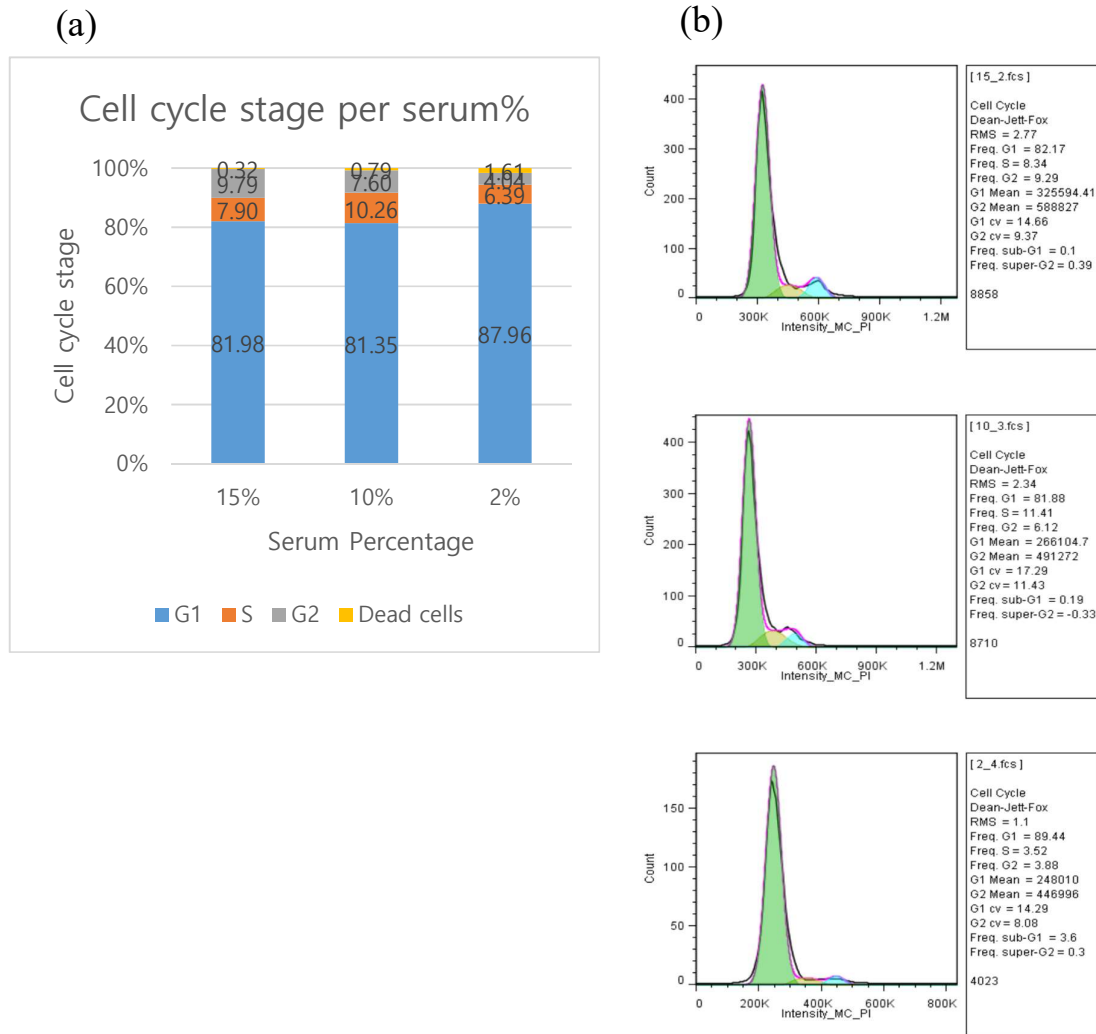 (a)
Cell cycle stage per serum%
Cell cycle stage
100%
80%
60%
40%
20%
0%
0.32
9.79
7.90
81.98
0.79
7.60
10.26
81.35
1.61
4.04
6.39
87.96
15%
10%
2%
Serum Percentage
G1 S G2 Dead cells
(b)
Count
400
300
200
100
0
0 300K 600K 900K 1.2M
Intensity_MC_PI
[ 15_2.fcs ]
Cell Cycle
Dean-Jett-Fox
RMS = 2.77
Freq. G1 = 82.17
Freq. S = 8.34
Freq. G2 = 9.29
G1 Mean = 325594.41
G2 Mean = 588827
G1 cv = 14.66
G2 cv = 9.37
Freq. sub-G1 = 0.1
Freq. super-G2 = 0.39
8858
Count
400
300
200
100
0
0 300K 600K 900K 1.2M
Intensity_MC_PI
[ 10_3.fcs ]
Cell Cycle
Dean-Jett-Fox
RMS = 2.34
Freq. G1 = 81.88
Freq. S = 11.41
Freq. G2 = 6.12
G1 Mean = 266104.7
G2 Mean = 491272
G1 cv = 17.29
G2 cv = 11.43
Freq. sub-G1 = 0.19
Freq. super-G2 = -0.33
8710
Count
150
100
50
0
0 200K 400K 600K 800K
Intensity_MC_PI
[ 2_4.fcs ]
Cell Cycle
Dean-Jett-Fox
RMS = 1.1
Freq. G1 = 89.44
Freq. S = 3.52
Freq. G2 = 3.88
G1 Mean = 248010
G2 Mean = 446996
G1 cv = 14.29
G2 cv = 8.08
Freq. sub-G1 = 3.6
Freq. super-G2 = 0.3
4023